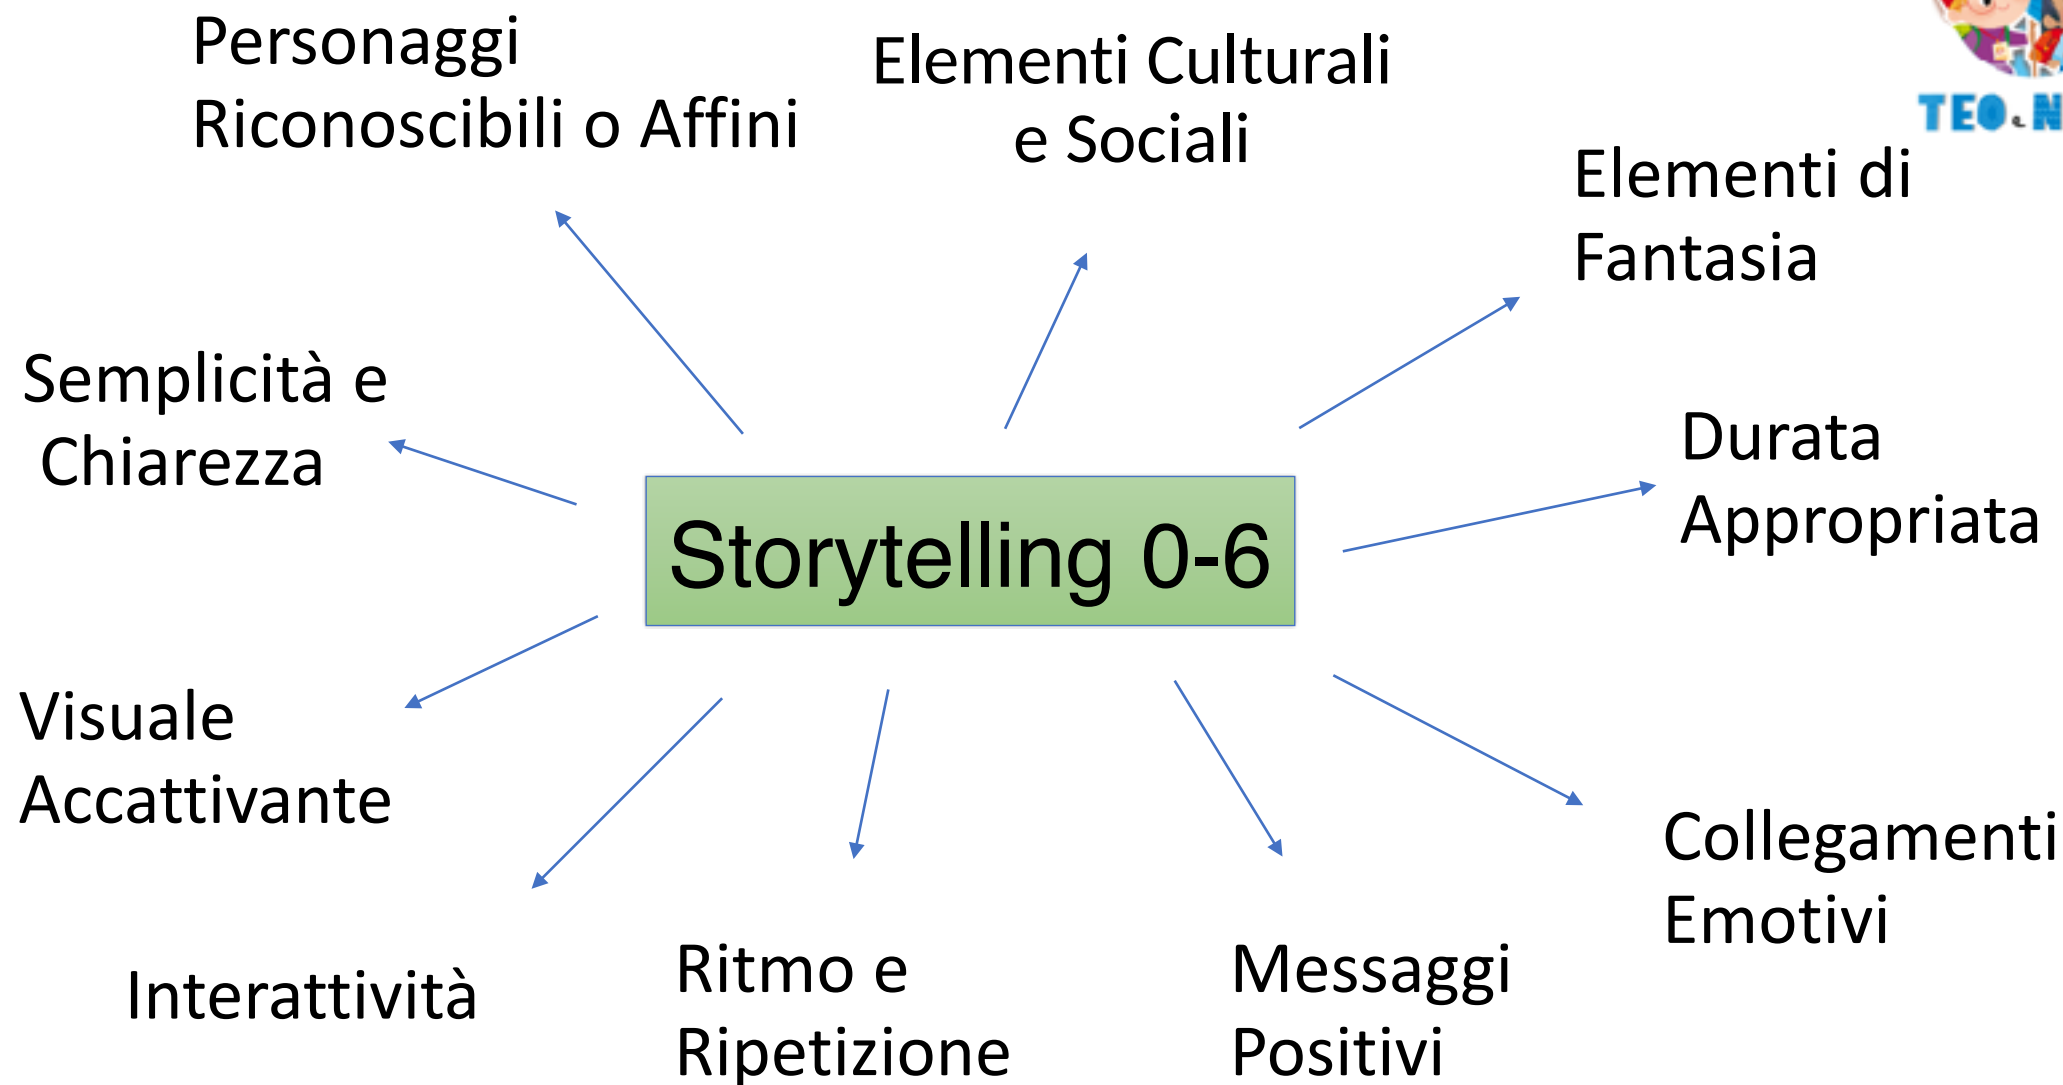 Personaggi
Riconoscibili o Affini
Elementi Culturali
e Sociali
TEO e
Elementi di
Fantasia
Semplicità e
Chiarezza
Durata
Appropriata
Storytelling 0-6
Visuale
Accattivante
Collegamenti
Emotivi
Interattività
Ritmo e
Ripetizione
Messaggi
Positivi